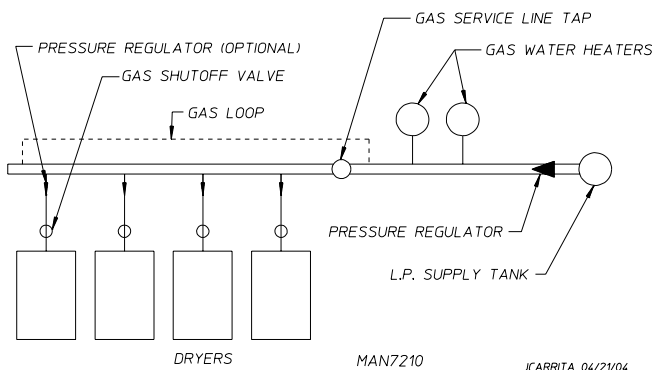 GAS SERVICE LINE TAP
PRESSURE REGULATOR (OPTIONAL)
GAS WATER HEATERS
GAS SHUTOFF VALVE
GAS LOOP
PRESSURE REGULATOR
L.P. SUPPLY TANK
DRYERS
MAN7210
JCARRITA 04/21/04